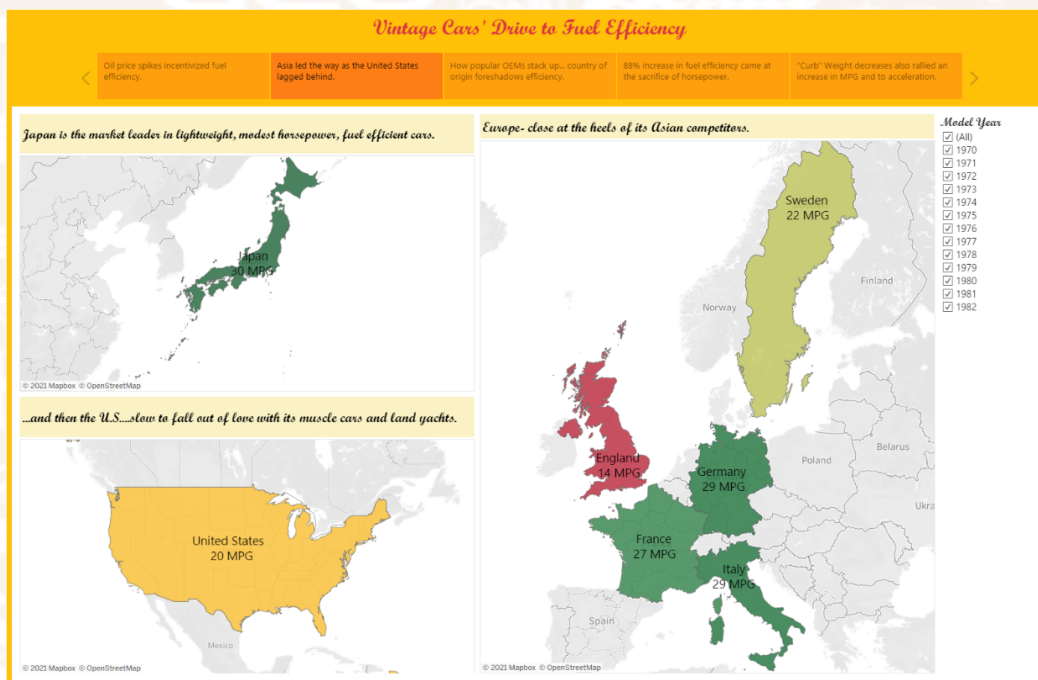 Vintage Cars' Drive to Fuel Efficiency
Oil price spikes incentivized fuel
efficiency.
Asia led the way as the United States
lagged behind.
How popular OEMs stack up... country of
origin foreshadows efficiency.
88% increase in fuel efficiency came at
the sacrifice of horsepower.
"Curb" Weight decreases also rallied an
increase in MPG and to acceleration.
Japan is the market leader in lightweight, modest horsepower, fuel efficient cars.
Japan
30 MPG
© 2021 Mapbox © OpenStreetMap
...and then the U.S....slow to fall out of love with its muscle cars and land yachts.
United States
20 MPG
Mexico
© 2021 Mapbox © OpenStreetMap
Europe- close at the heels of its Asian competitors.
Sweden
22 MPG
Norway
Finland
England
14 MPG
Germany
29 MPG
Poland
Belarus
Ukra
France
27 MPG
Italy
29 MPG
Spain
© 2021 Mapbox © OpenStreetMap
Model Year
(All)
1970
1971
1972
1973
1974
1975
1976
1977
1978
1979
1980
1981
1982